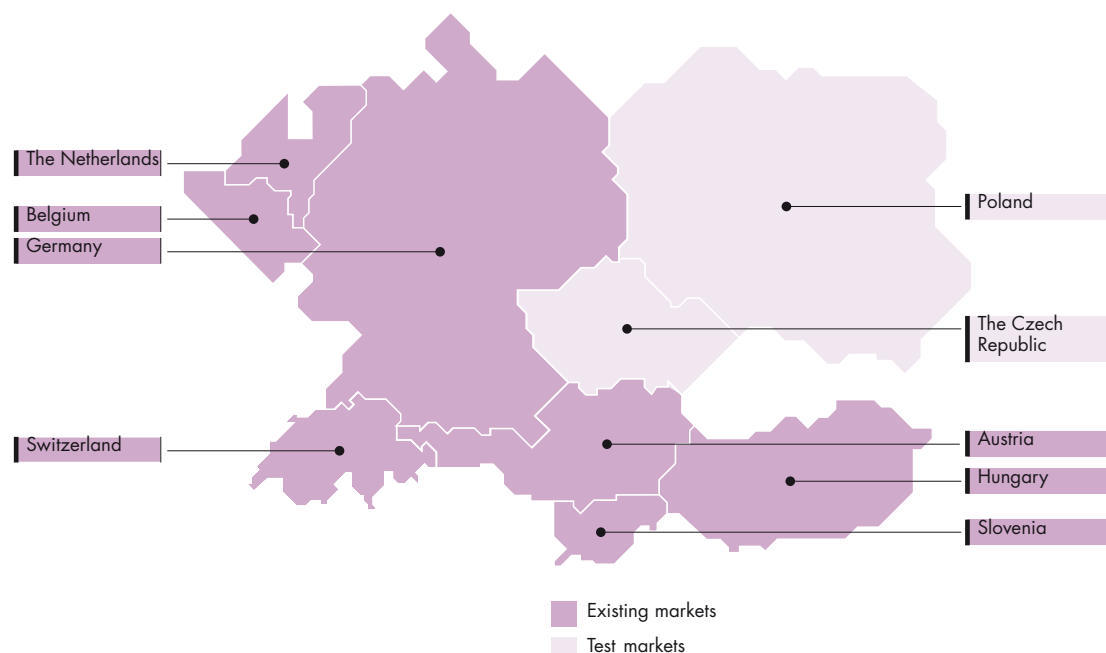 The Netherlands
Belgium
Germany
Switzerland
Poland
The Czech
Republic
Austria
Hungary
Slovenia
Existing markets
Test markets